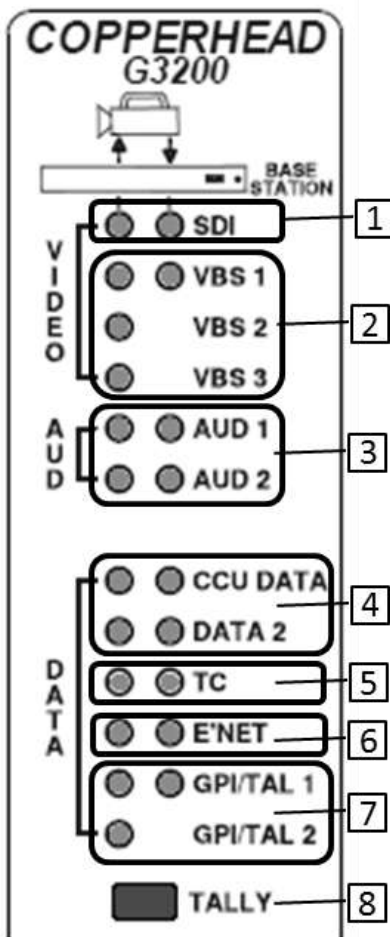 COPPERHEAD
G3200
BASE
STATION
VIDEO
SDI
1
VBS 1
VBS 2
2
VBS 3
AUD
AUD 1
3
AUD 2
DATA
CCU DATA
4
DATA 2
TC
5
E'NET
6
GPI/TAL 1
7
GPI/TAL 2
TALLY
8